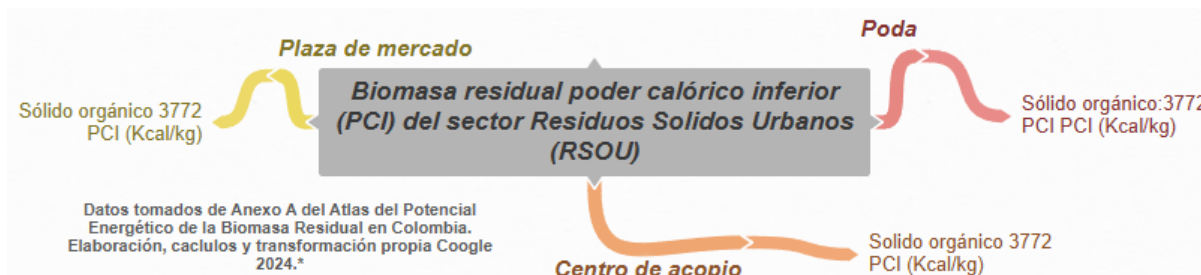 Poda
Plaza de mercado
Biomasa residual poder calórico inferior
(PCI) del sector Residuos Solidos Urbanos
(RSOU)
Sólido orgánico 3772
PCI (Kcal/kg)
Sólido orgánico:3772
PCI PCI (Kcal/kg)
Datos tomados de Anexo A del Atlas del Potencial
Energético de la Biomasa Residual en Colombia.
Elaboración, caclulos y transformación propia Coogle
2024.*
Solido orgánico 3772
PCI (Kcal/kg)
Centro de acopio